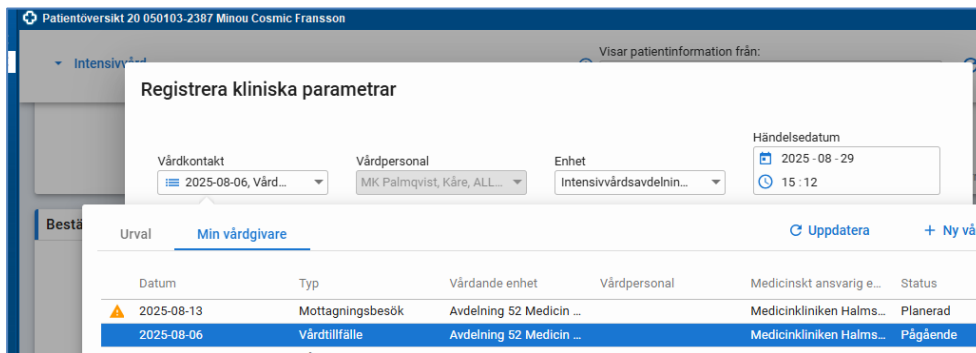 Patientöversikt 20 050103-2387 Minou Cosmic Fransson
Visar patientinformation från:
Intensivvård
Registrera kliniska parametrar
Händelsedatum
Vårdkontakt Vårdpersonal Enhet 2025-08-29
2025-08-06, Vård... MK Palmqvist, Kåre, ALL... Intensivvårdsavdelnin... 15:12
Bestä
Urval Min vårdgivare Uppdatera + Ny vå
Datum Typ Vårdande enhet Vårdpersonal Medicinskt ansvarig e... Status
2025-08-13 Mottagningsbesök Avdelning 52 Medicin ... Medicinkliniken Halms... Planerad
2025-08-06 Vårdtillfälle Avdelning 52 Medicin ... Medicinkliniken Halms... Pågående